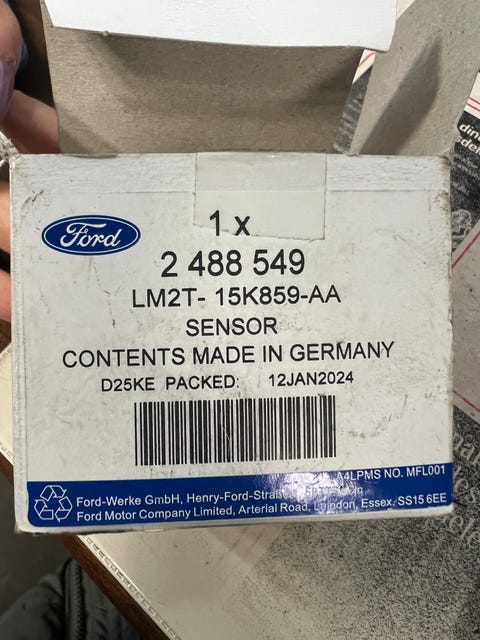 Ford
1 x
2 488 549
LM2T- 15K859-AA
SENSOR
CONTENTS MADE IN GERMANY
D25KE PACKED: 12JAN2024
A4LPMS NO. MFL001
Ford-Werke GmbH, Henry-Ford-Straß
Ford Motor Company Limited, Arterial Road, Laindon, Essex. SS15 6EE